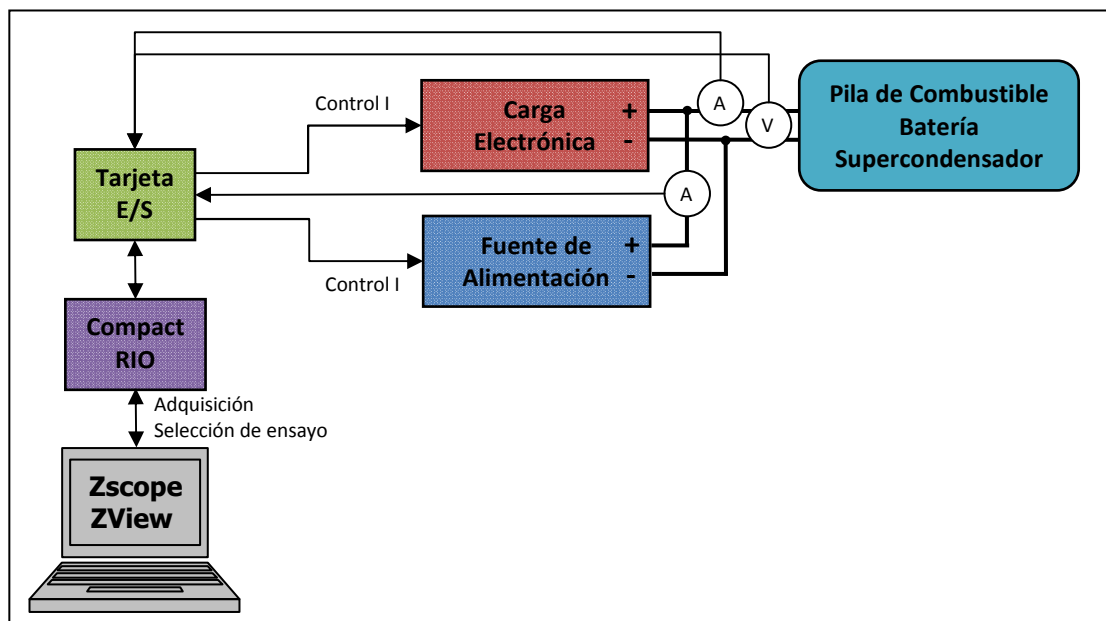 A
Pila de Combustible
Batería
Supercondensador
Control I
Carga
Electrónica
+
-
V
Tarjeta
E/S
A
Fuente de
Alimentación
+
-
Control I
Compact
RIO
Adquisición
Selección de ensayo
Zscope
ZView